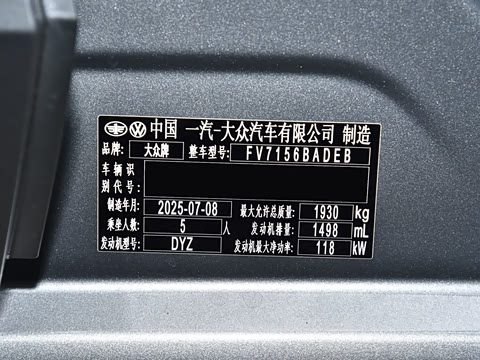 中国 一汽-大众汽车有限公司 制造
品牌: 大众牌 整车型号: FV7156BADEB
车辆识
别代号:
制造年月 2025-07-08 最大允许总质量: 1930 kg
乘坐人数: 5 人 发动机排量: 1498 mL
发动机型号: DYZ 发动机最大净功率: 118 kW